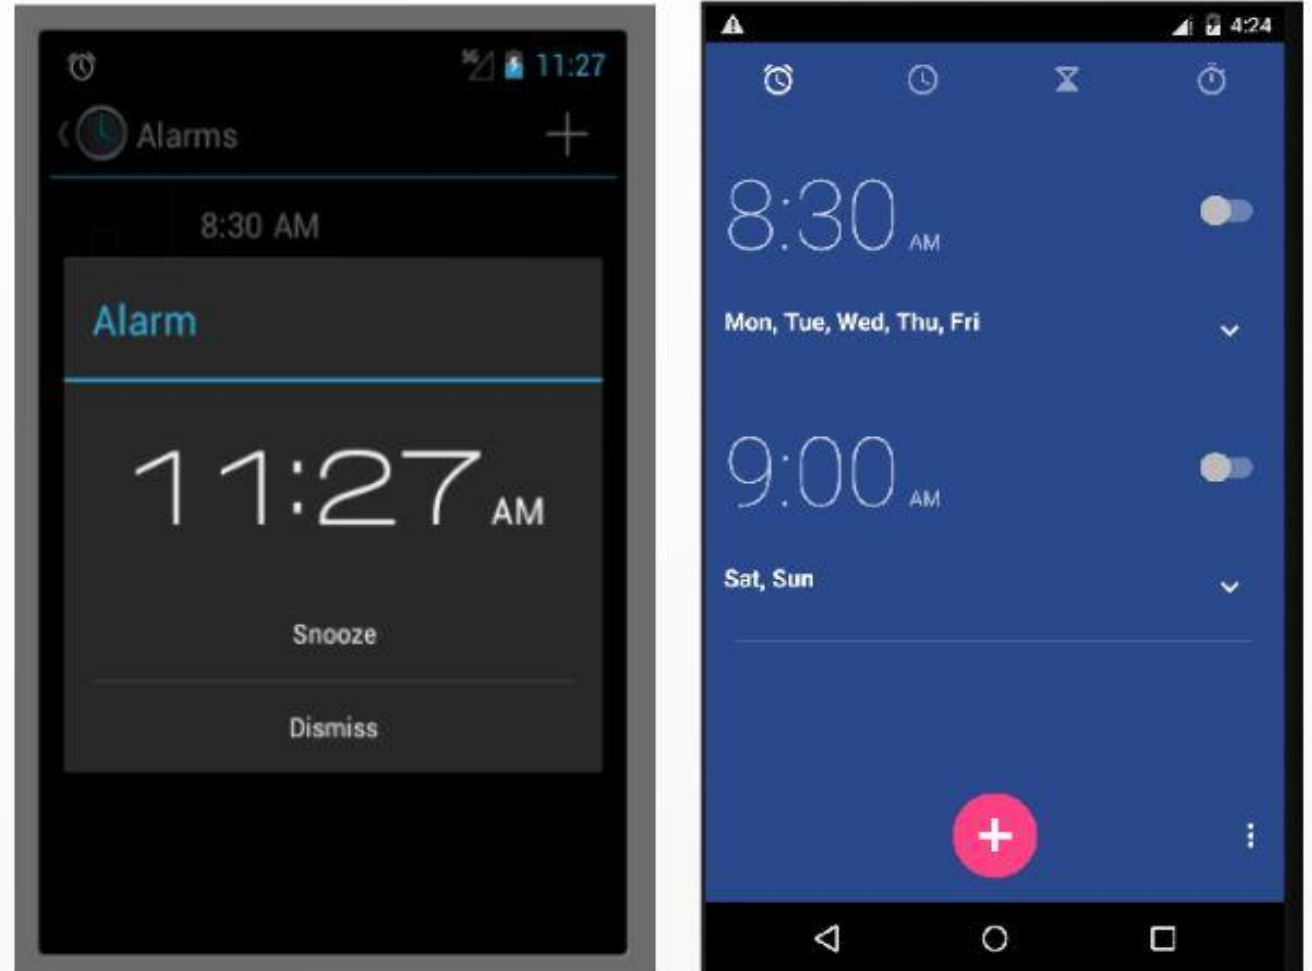 11:27
Alarms
8:30 AM
Alarm
11:27 AM
Snooze
Dismiss
4:24
8:30 AM
Mon, Tue, Wed, Thu, Fri
9:00 AM
Sat, Sun